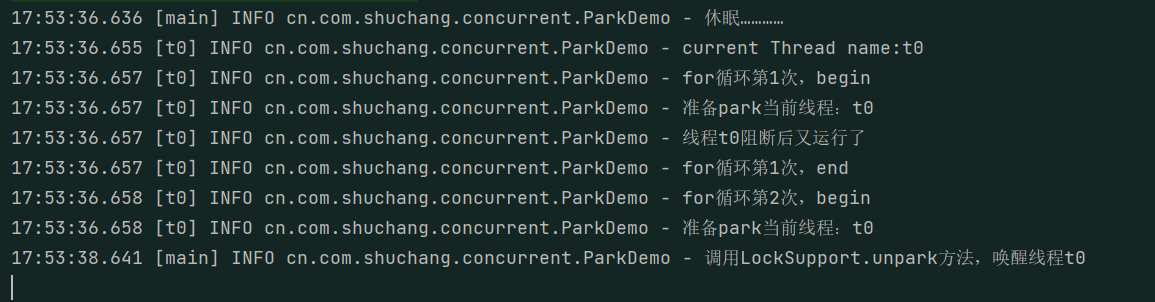 17:53:36.636 [main] INFO cn.com.shuchang.concurrent.ParkDemo - 休眠…………
17:53:36.655 [t0] INFO cn.com.shuchang.concurrent.ParkDemo - current Thread name:t0
17:53:36.657 [t0] INFO cn.com.shuchang.concurrent.ParkDemo - for循环第1次，begin
17:53:36.657 [t0] INFO cn.com.shuchang.concurrent.ParkDemo - 准备park当前线程：t0
17:53:36.657 [t0] INFO cn.com.shuchang.concurrent.ParkDemo - 线程t0阻断后又运行了
17:53:36.657 [t0] INFO cn.com.shuchang.concurrent.ParkDemo - for循环第1次，end
17:53:36.658 [t0] INFO cn.com.shuchang.concurrent.ParkDemo - for循环第2次，begin
17:53:36.658 [t0] INFO cn.com.shuchang.concurrent.ParkDemo - 准备park当前线程：t0
17:53:38.641 [main] INFO cn.com.shuchang.concurrent.ParkDemo - 调用LockSupport.unpark方法，唤醒线程t0